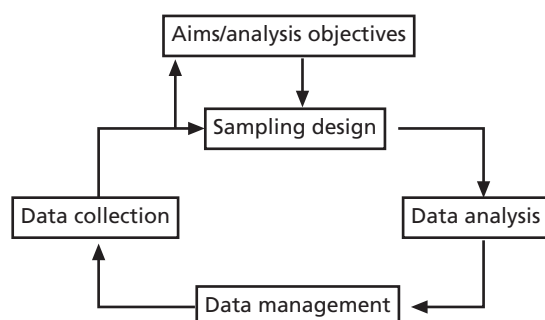 Aims/analysis objectives
Sampling design
Data collection
Data analysis
Data management